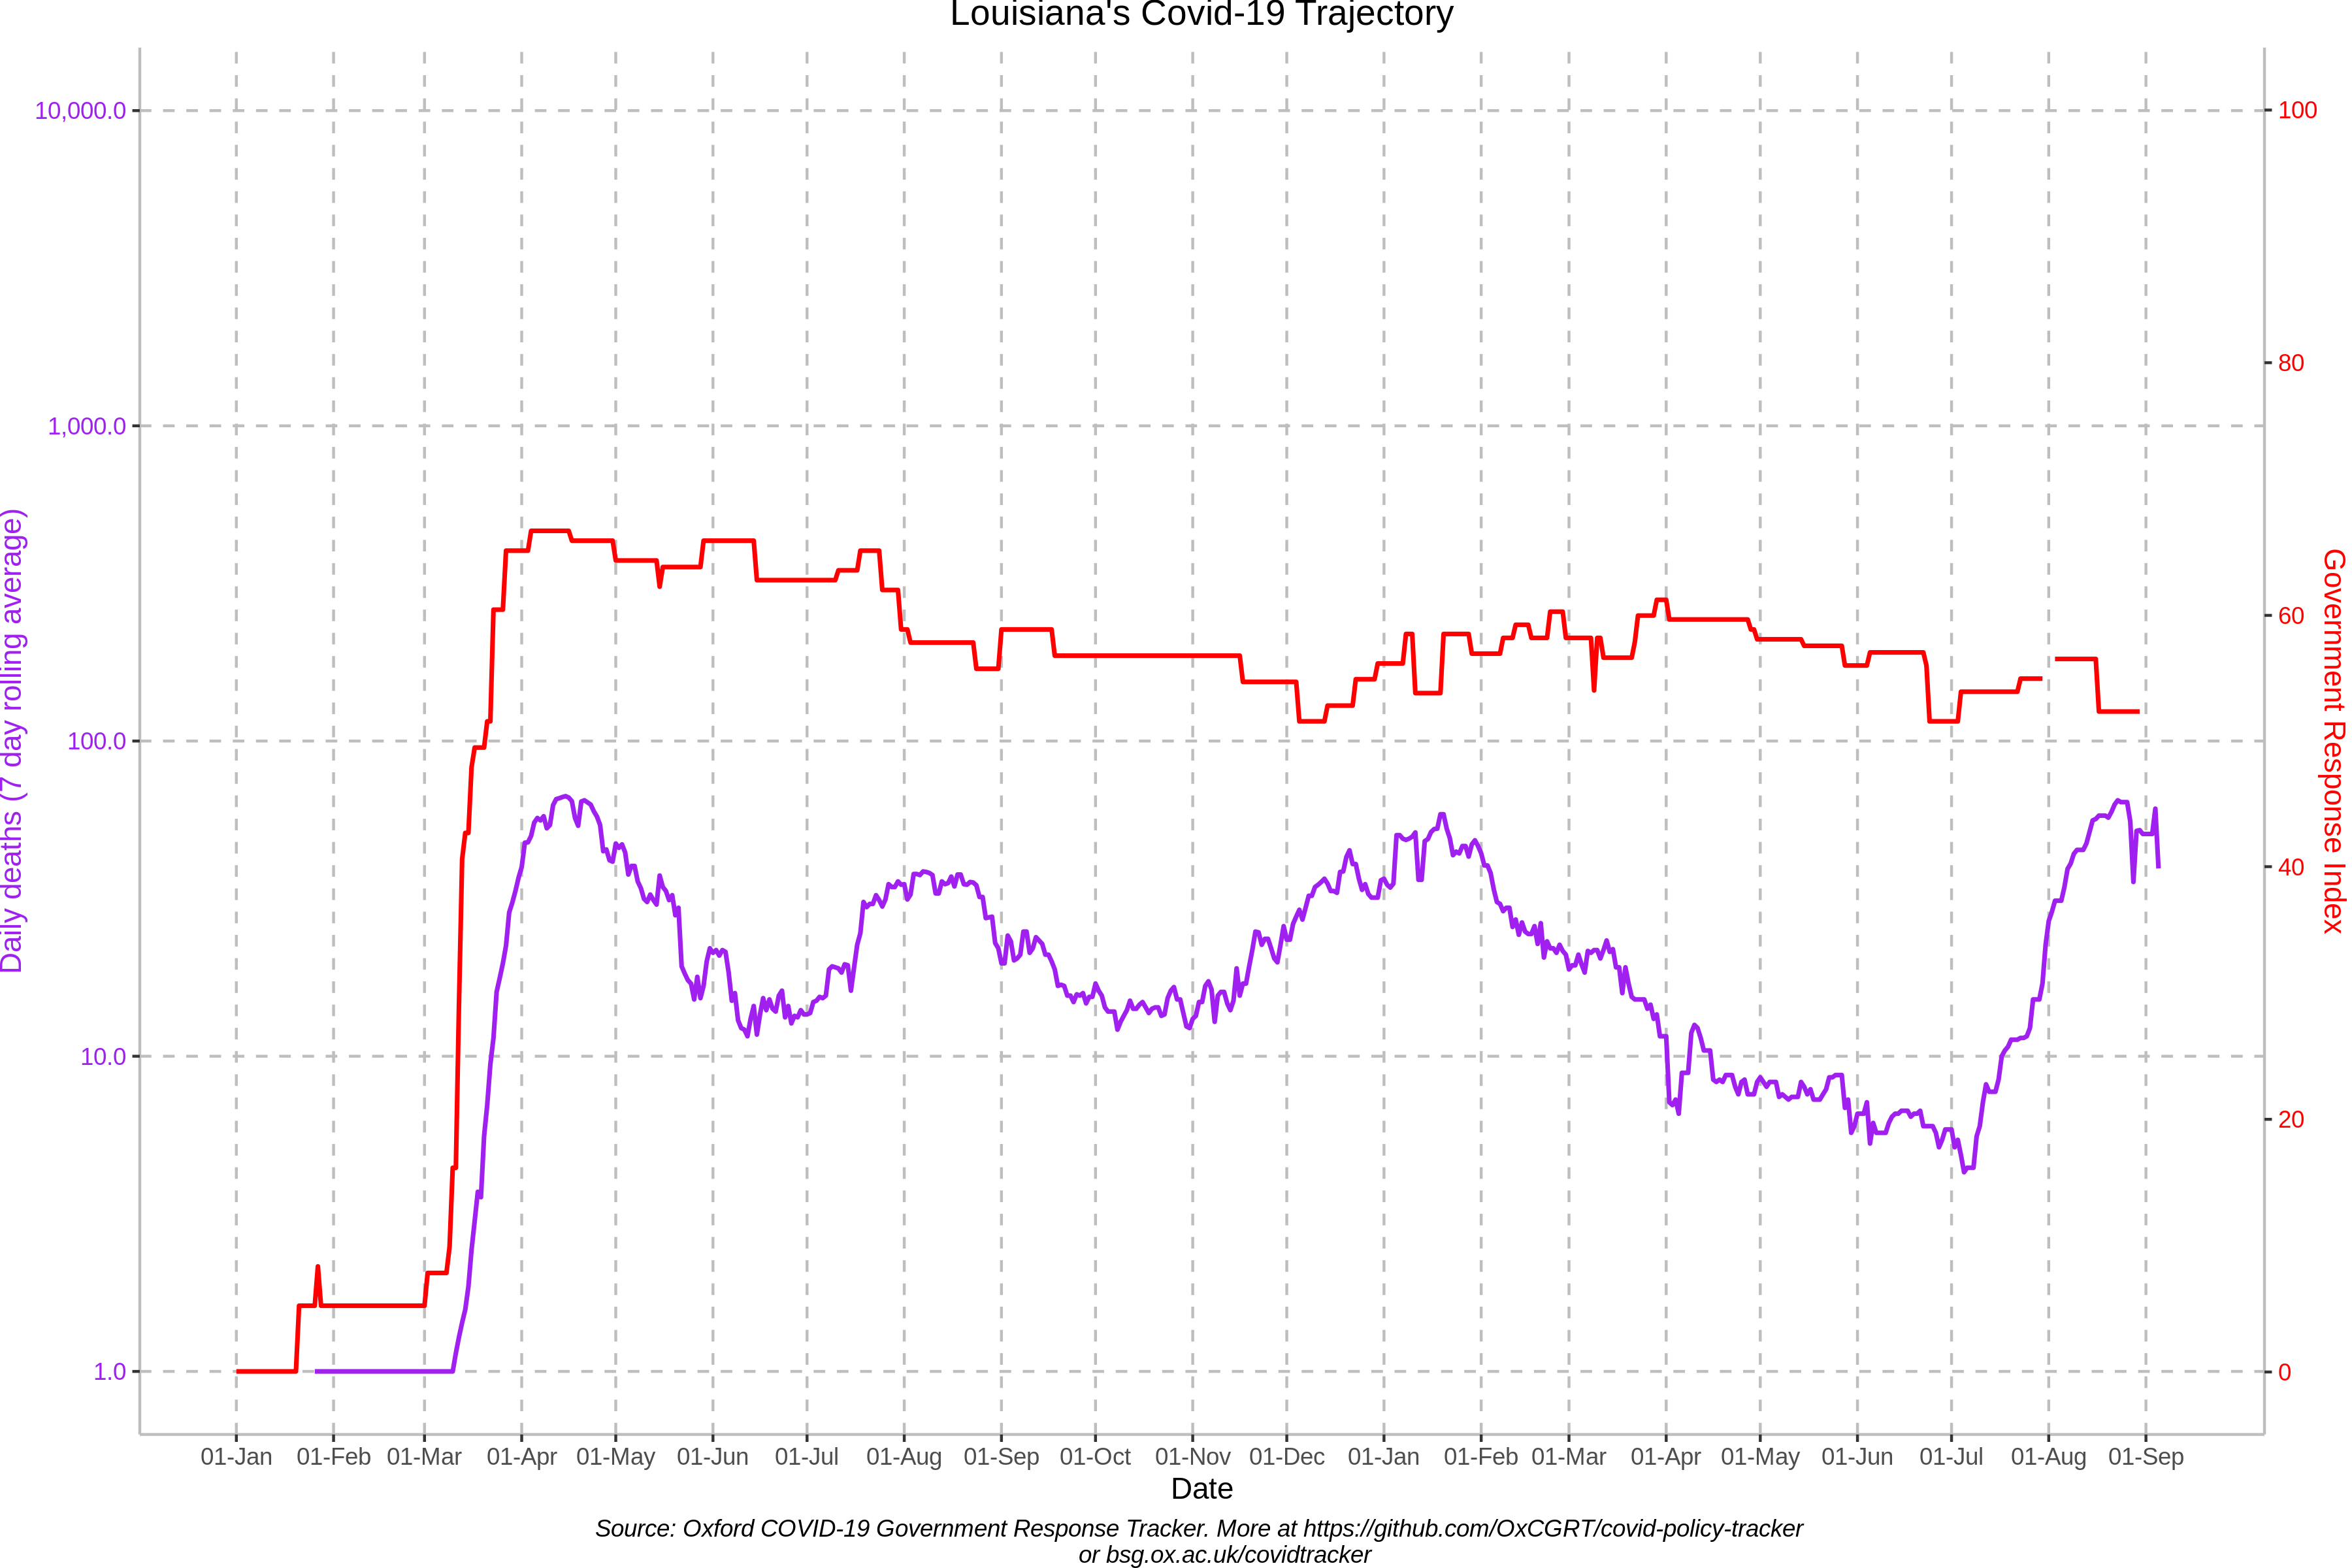 Louisiana's Covid-19 Trajectory
10,000.0
1,000.0
100.0
10.0
1.0
Daily deaths (7 day rolling average)
100
80
60
40
20
0
Government Response Index
01-Jan 01-Feb 01-Mar 01-Apr 01-May 01-Jun 01-Jul 01-Aug 01-Sep 01-Oct 01-Nov 01-Dec 01-Jan 01-Feb 01-Mar 01-Apr 01-May 01-Jun 01-Jul 01-Aug 01-Sep
Date
Source: Oxford COVID-19 Government Response Tracker. More at https://github.com/OxCGRT/covid-policy-tracker
or bsg.ox.ac.uk/covidtracker